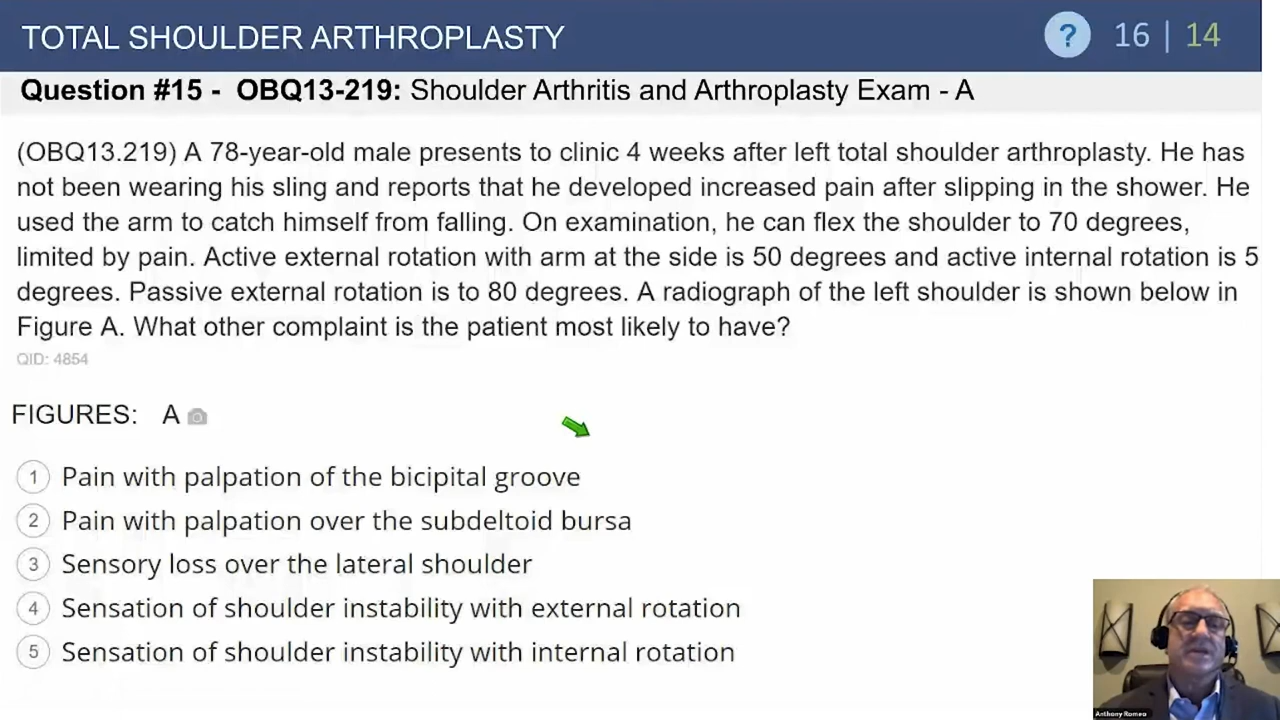 TOTAL SHOULDER ARTHROPLASTY
? 16 | 14
Question #15 - OBQ13-219: Shoulder Arthritis and Arthroplasty Exam - A
(OBQ13.219) A 78-year-old male presents to clinic 4 weeks after left total shoulder arthroplasty. He has
not been wearing his sling and reports that he developed increased pain after slipping in the shower. He
used the arm to catch himself from falling. On examination, he can flex the shoulder to 70 degrees,
limited by pain. Active external rotation with arm at the side is 50 degrees and active internal rotation is 5
degrees. Passive external rotation is to 80 degrees. A radiograph of the left shoulder is shown below in
Figure A. What other complaint is the patient most likely to have?
QID: 4854
FIGURES: A
1 Pain with palpation of the bicipital groove
2 Pain with palpation over the subdeltoid bursa
3 Sensory loss over the lateral shoulder
4 Sensation of shoulder instability with external rotation
5 Sensation of shoulder instability with internal rotation
Anthony Romeo